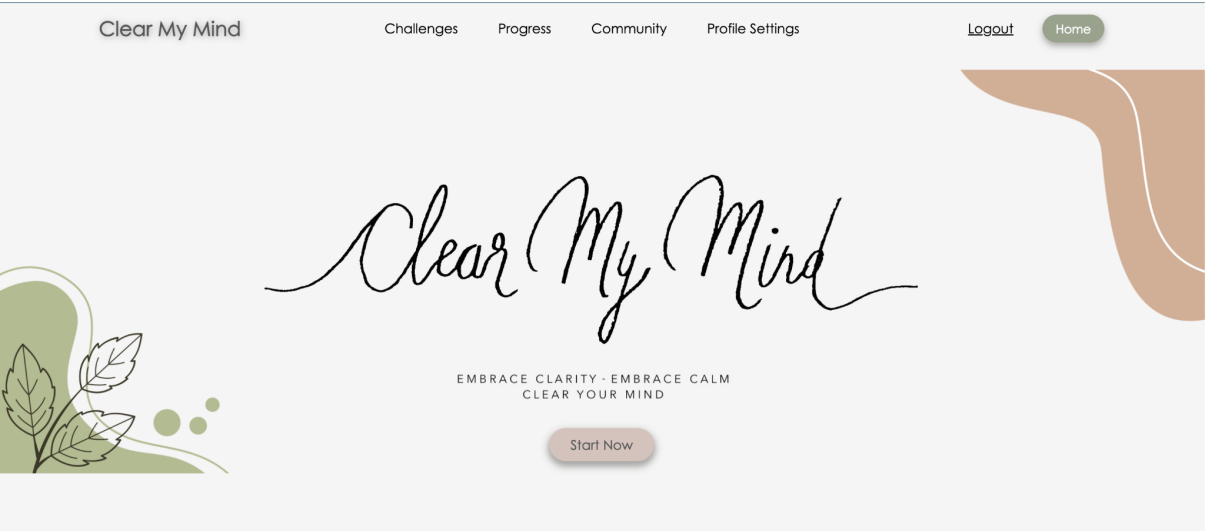 Clear My Mind
Challenges Progress Community Profile Settings
Logout Home
Clear My Mind
EMBRACE CLARITY - EMBRACE CALM
CLEAR YOUR MIND
Start Now